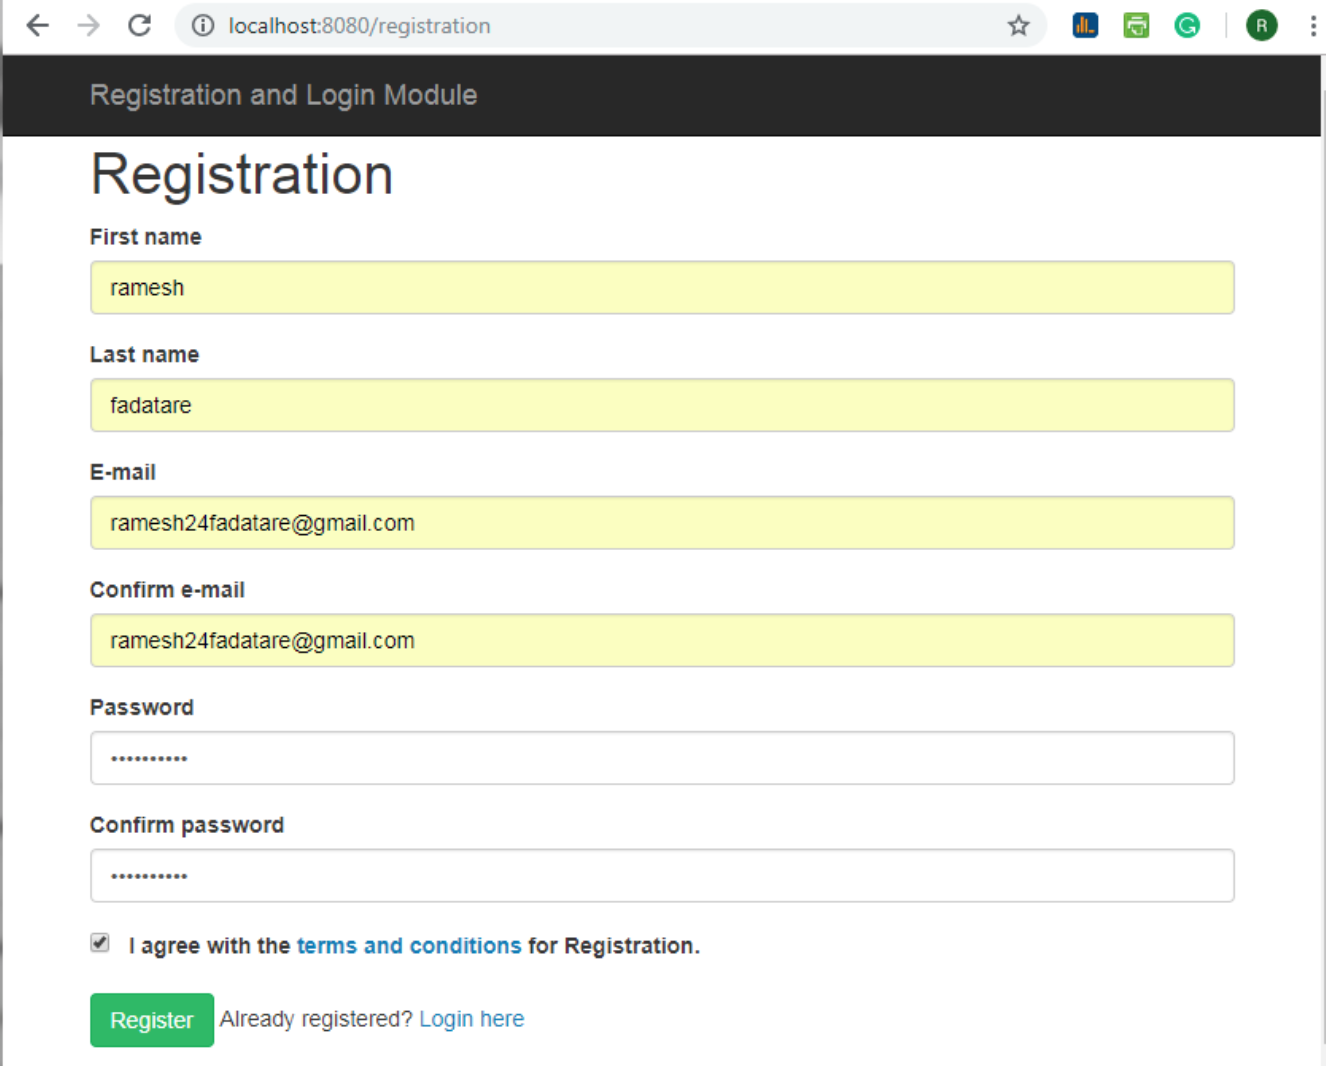 localhost:8080/registration
R
Registration and Login Module
Registration
First name
ramesh
Last name
fadatare
E-mail
ramesh24fadatare@gmail.com
Confirm e-mail
ramesh24fadatare@gmail.com
Password
••••••••••
Confirm password
••••••••••
I agree with the terms and conditions for Registration.
Register Already registered? Login here